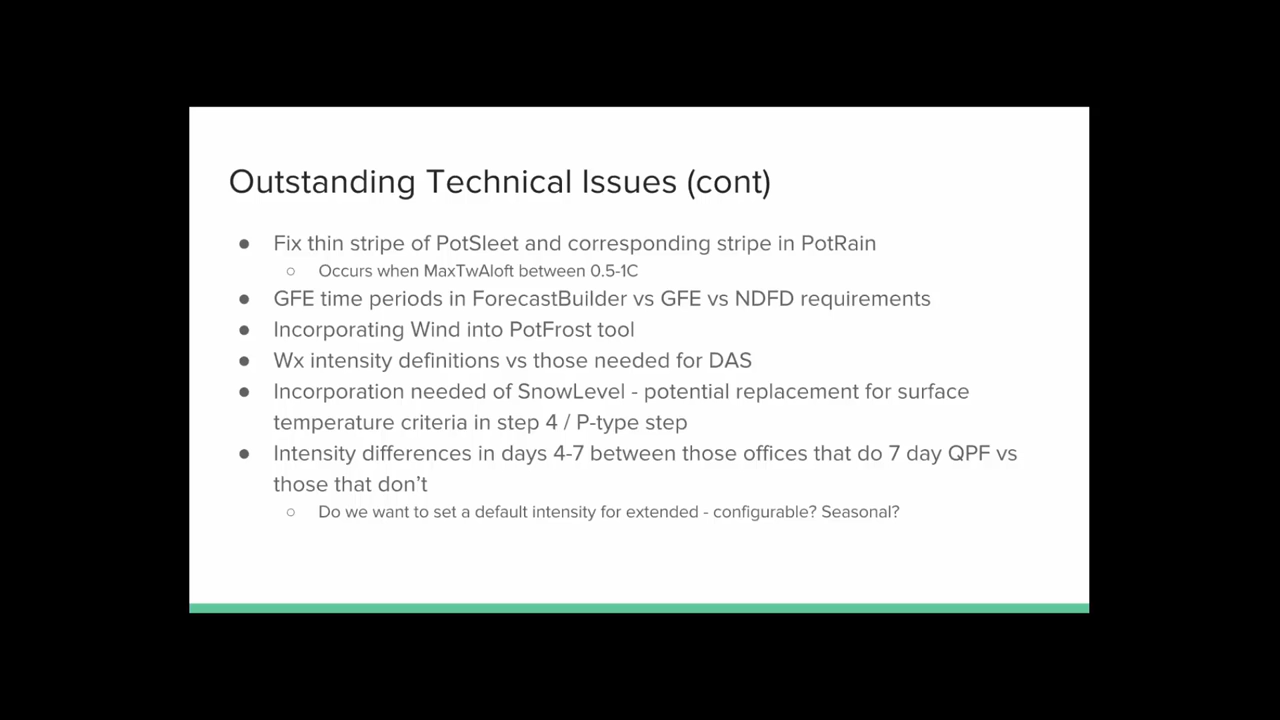 Outstanding Technical Issues (cont)
● Fix thin stripe of PotSleet and corresponding stripe in PotRain
○ Occurs when MaxTwAloft between 0.5-1C
● GFE time periods in ForecastBuilder vs GFE vs NDFD requirements
● Incorporating Wind into PotFrost tool
● Wx intensity definitions vs those needed for DAS
● Incorporation needed of SnowLevel - potential replacement for surface
temperature criteria in step 4 / P-type step
● Intensity differences in days 4-7 between those offices that do 7 day QPF vs
those that don't
○ Do we want to set a default intensity for extended - configurable? Seasonal?